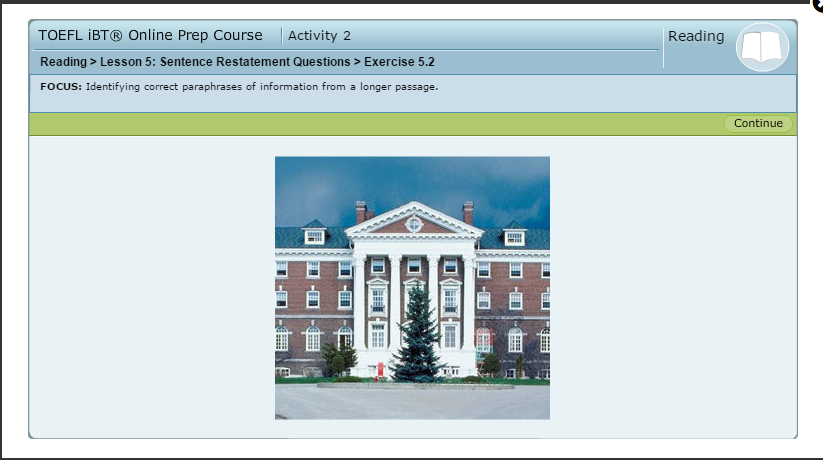 TOEFL iBT® Online Prep Course Activity 2
Reading
Reading > Lesson 5: Sentence Restatement Questions > Exercise 5.2
FOCUS: Identifying correct paraphrases of information from a longer passage.
Continue